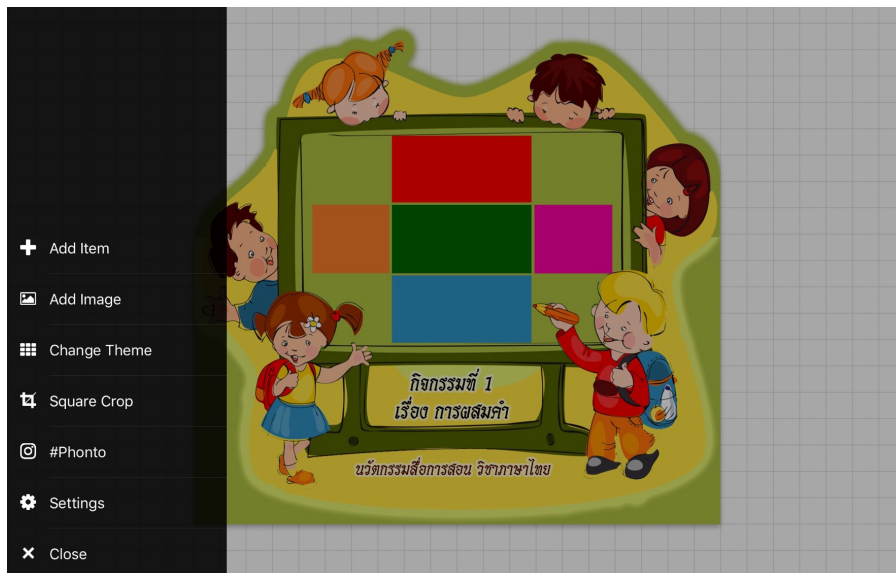 Add Item
Add Image
Change Theme
Square Crop
#Phonto
Settings
Close
กิจกรรมที่ 1
เรื่อง การผสมคำ
นวัตกรรมสื่อการสอน วิชาภาษาไทย